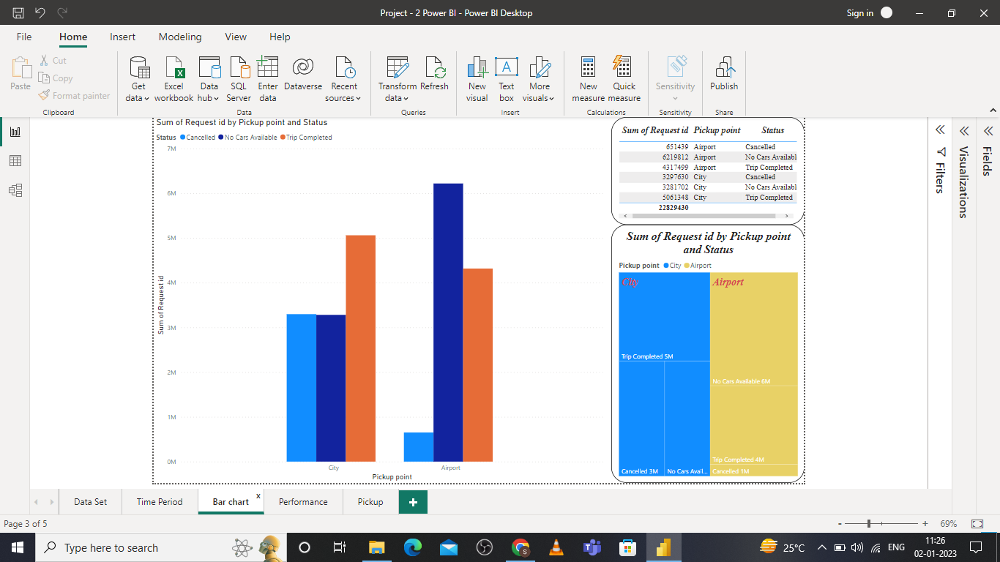 Project - 2 Power BI - Power BI Desktop
Sign in
File Home Insert Modeling View Help
Paste
Cut
Copy
Format painter
Clipboard
Get data
Excel workbook
Data hub
SQL Server
Enter data
Dataverse
Recent sources
Data
Transform data
Refresh
Queries
New visual
Text box
More visuals
Insert
New measure
Quick measure
Calculations
Sensitivity
Sensitivity
Publish
Share
Sum of Request id by Pickup point and Status
Status Cancelled No Cars Available Trip Completed
7M
6M
5M
4M
3M
2M
1M
0M
Sum of Request id
City Airport
Pickup point
Sum of Request id Pickup point Status
651439 Airport Cancelled
6219812 Airport No Cars Availabl
4317499 Airport Trip Completed
3297630 City Cancelled
3281702 City No Cars Availabl
5061348 City Trip Completed
22829430
Sum of Request id by Pickup point
and Status
Pickup point City Airport
City
Trip Completed 5M
Cancelled 3M
No Cars Avail...
Airport
No Cars Available 6M
Trip Completed 4M
Cancelled 1M
Filters
Visualizations
Fields
Data Set Time Period Bar chart x Performance Pickup +
Page 3 of 5
- + 69%
Type here to search
25°C ENG
11:26
02-01-2023